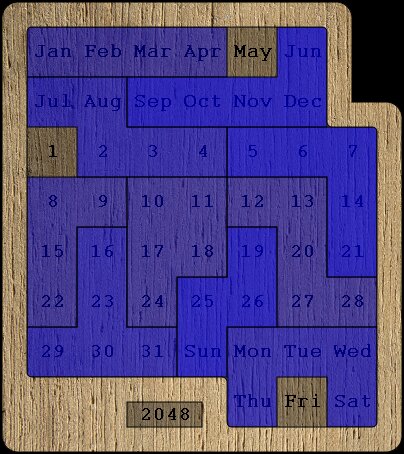 Jan Feb Mar Apr May Jun
Jul Aug Sep Oct Nov Dec
1 2 3 4 5 6 7
8 9 10 11 12 13 14
15 16 17 18 19 20 21
22 23 24 25 26 27 28
29 30 31 Sun Mon Tue Wed
Thu Fri Sat
2048